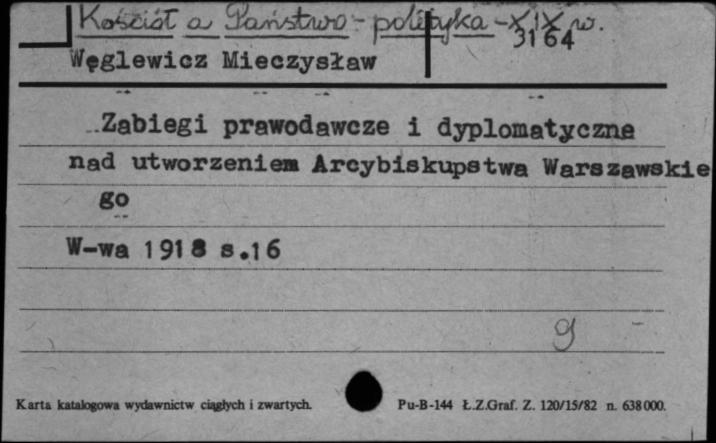 Kościół a Państwo - polityka - XIX w.
3164
Węglewicz Mieczysław
Zabiegi prawodawcze i dyplomatyczne
nad utworzeniem Arcybiskupstwa Warszawskie
go
W-wa 1918 s.16
9
Karta katalogowa wydawnictw ciągłych i zwartych. Pu-B-144 Ł.Z.Graf. Z. 120/15/82 n. 638000.